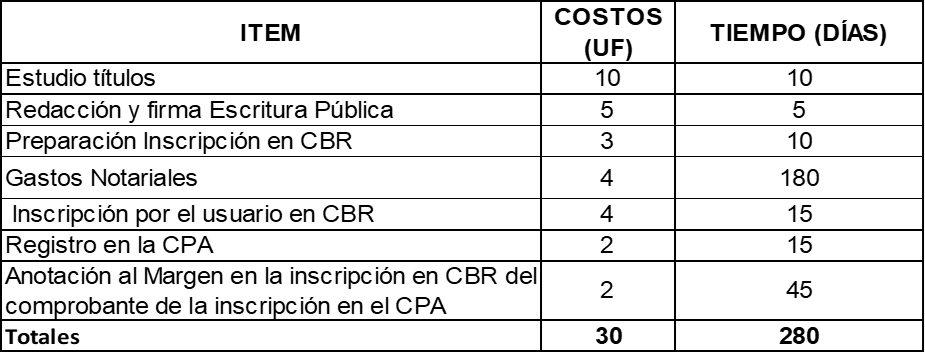 ITEM COSTOS (UF) TIEMPO (DÍAS)
Estudio títulos 10 10
Redacción y firma Escritura Pública 5 5
Preparación Inscripción en CBR 3 10
Gastos Notariales 4 180
Inscripción por el usuario en CBR 4 15
Registro en la CPA 2 15
Anotación al Margen en la inscripción en CBR del
comprobante de la inscripción en el CPA 2 45
Totales 30 280